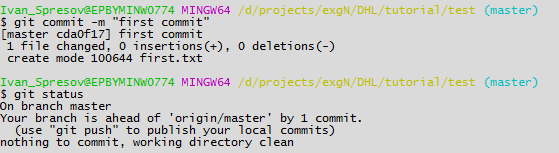 Ivan_Spresov@EPBYMINW0774 MINGW64 /d/projects/exgN/DHL/tutorial/test (master)
$ git commit -m "first commit"
[master cda0f17] first commit
 1 file changed, 0 insertions(+), 0 deletions(-)
 create mode 100644 first.txt

Ivan_Spresov@EPBYMINW0774 MINGW64 /d/projects/exgN/DHL/tutorial/test (master)
$ git status
On branch master
Your branch is ahead of 'origin/master' by 1 commit.
  (use "git push" to publish your local commits)
nothing to commit, working directory clean